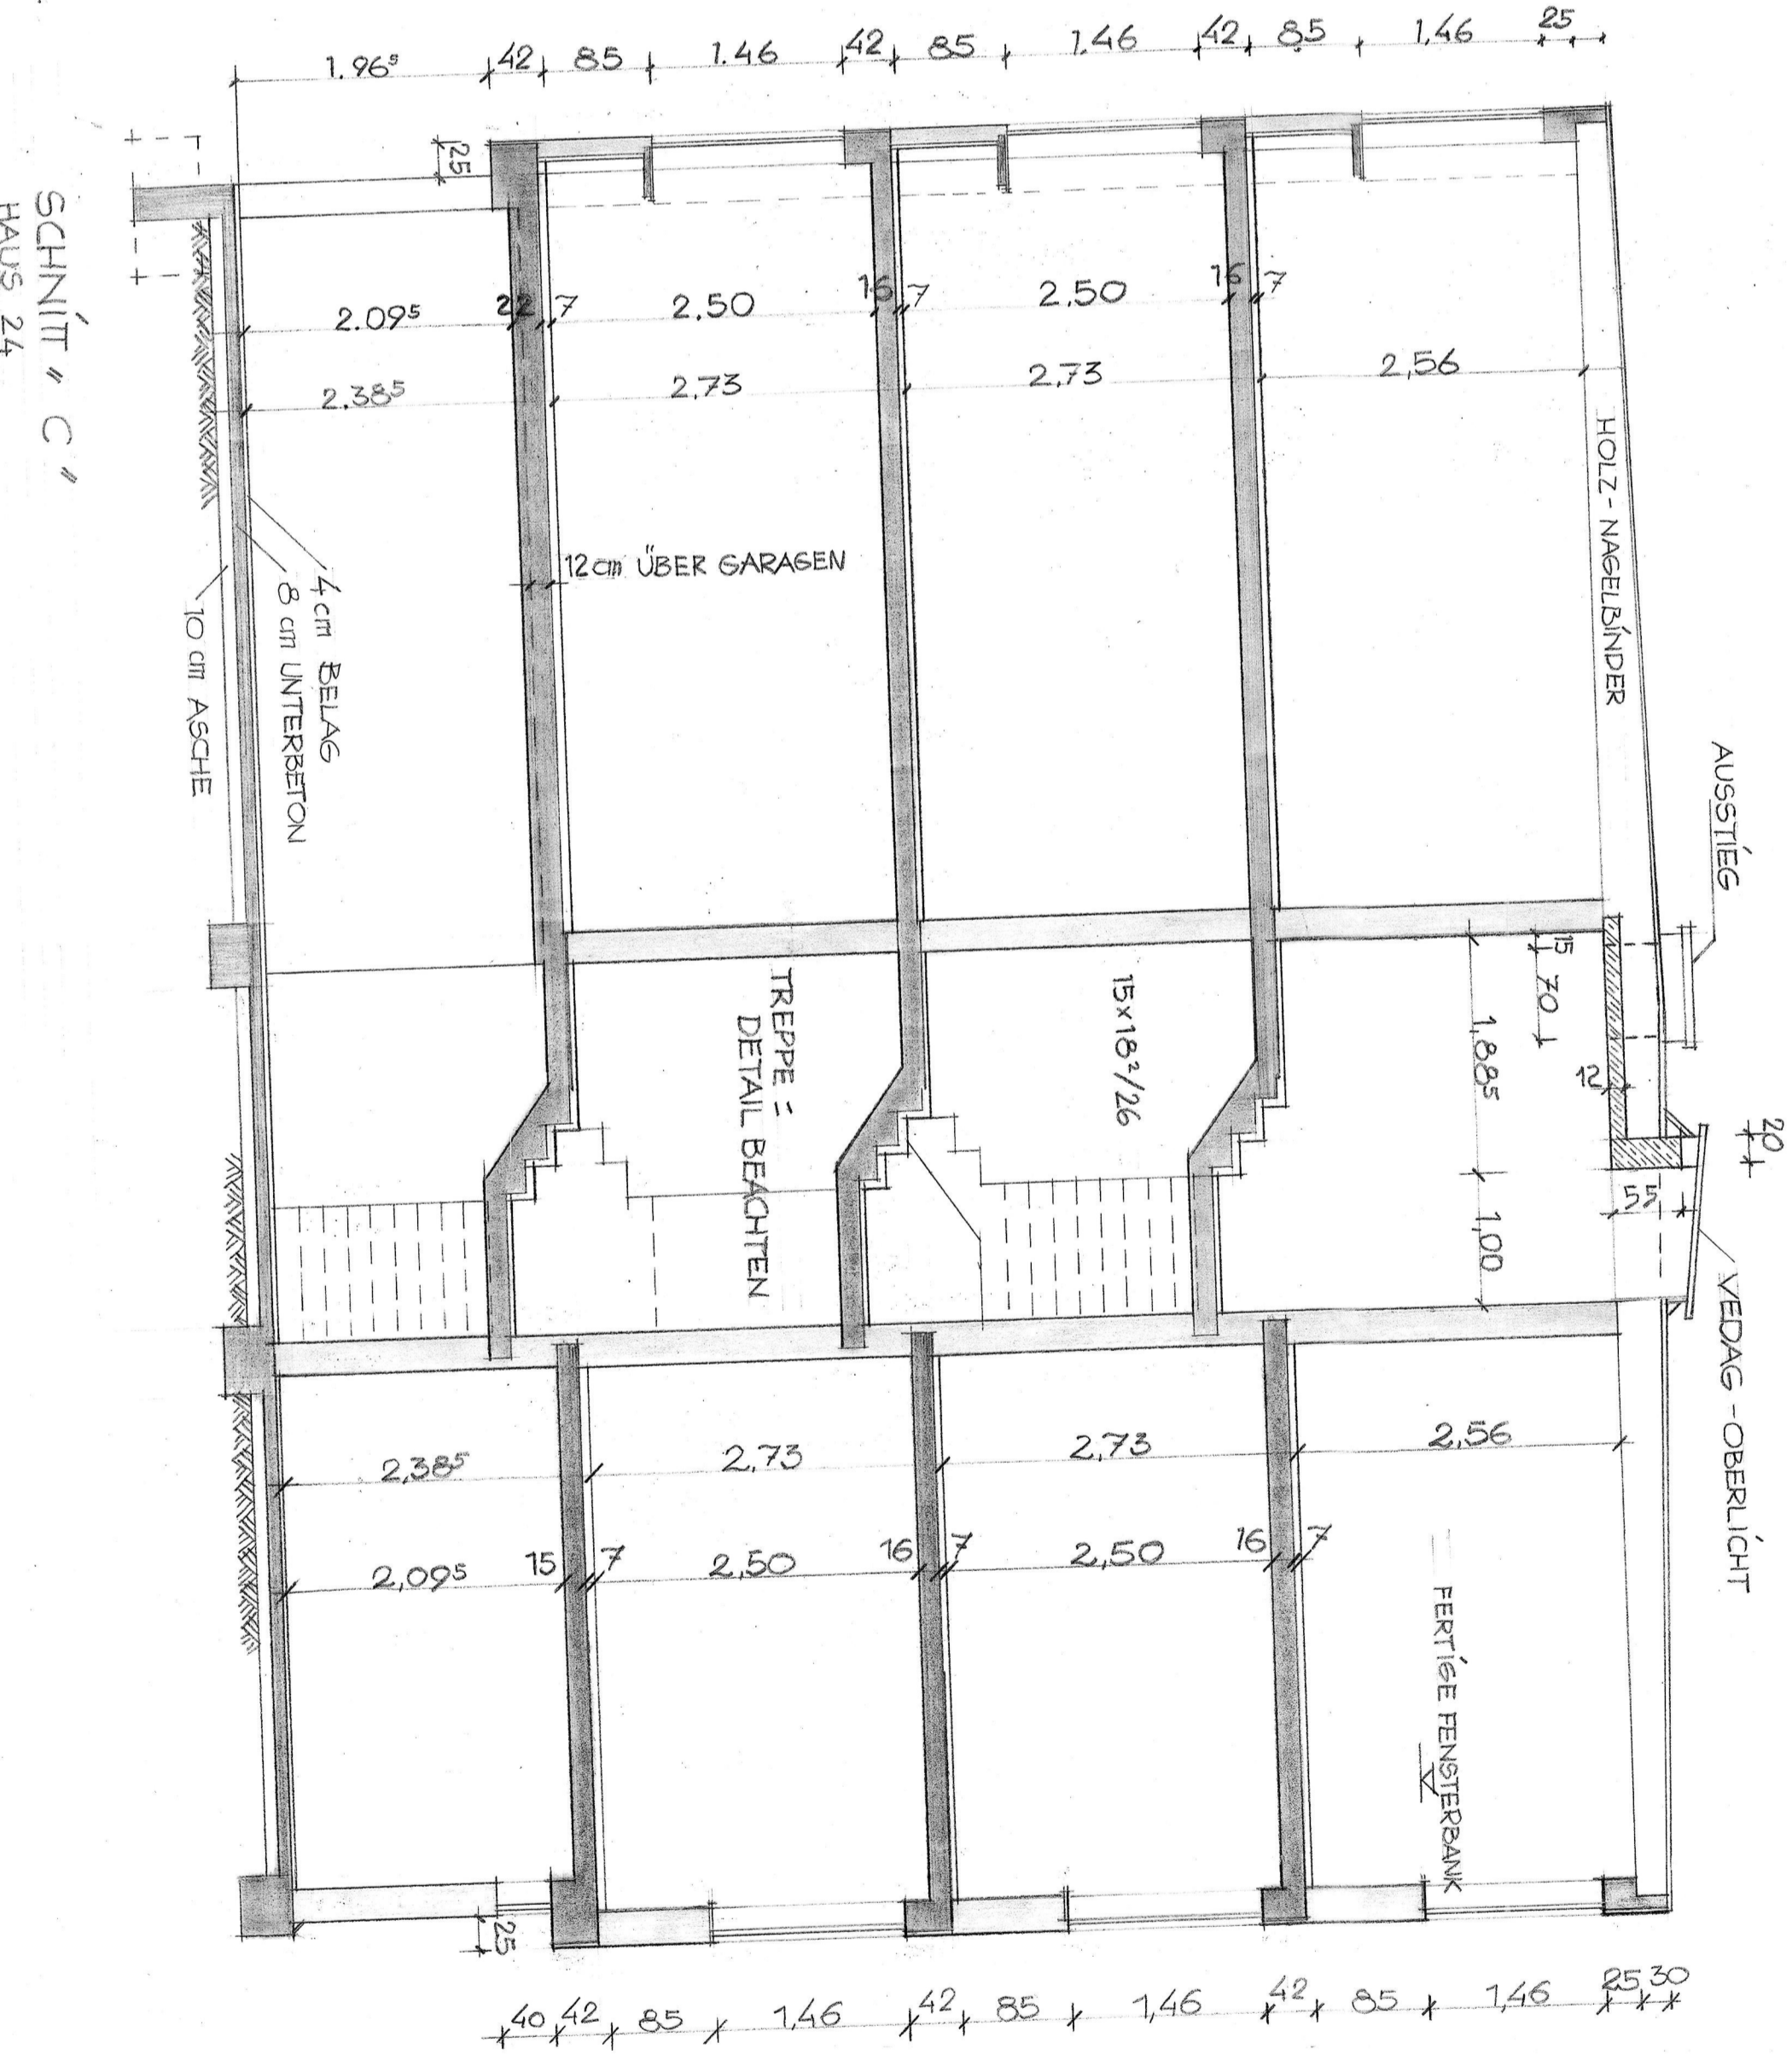 1.96⁵ 42 85 1.46 42 85 1.46 42 85 1,46 25
25
2.09⁵ 22 7 2.50 16 7 2.50 16 7
2.38⁵ 2,73 2,73 2,56
HOLZ-NAGELBINDER
12cm ÜBER GARAGEN
4 cm BELAG
8 cm UNTERBETON
10 cm ASCHE
AUSSTIEG
15
70
1,885
12
20
55
1,00
TREPPE :
DETAIL BEACHTEN
15x18²/26
VEDAG-OBERLICHT
2,38⁵ 2,73 2,73 2,56
2,09⁵ 15 7 2,50 16 7 2,50 16 7
FERTIGE FENSTERBANK
25
40 42 85 1,46 42 85 1,46 42 85 1,46 25 30
SCHNITT " C "
HAUS 24